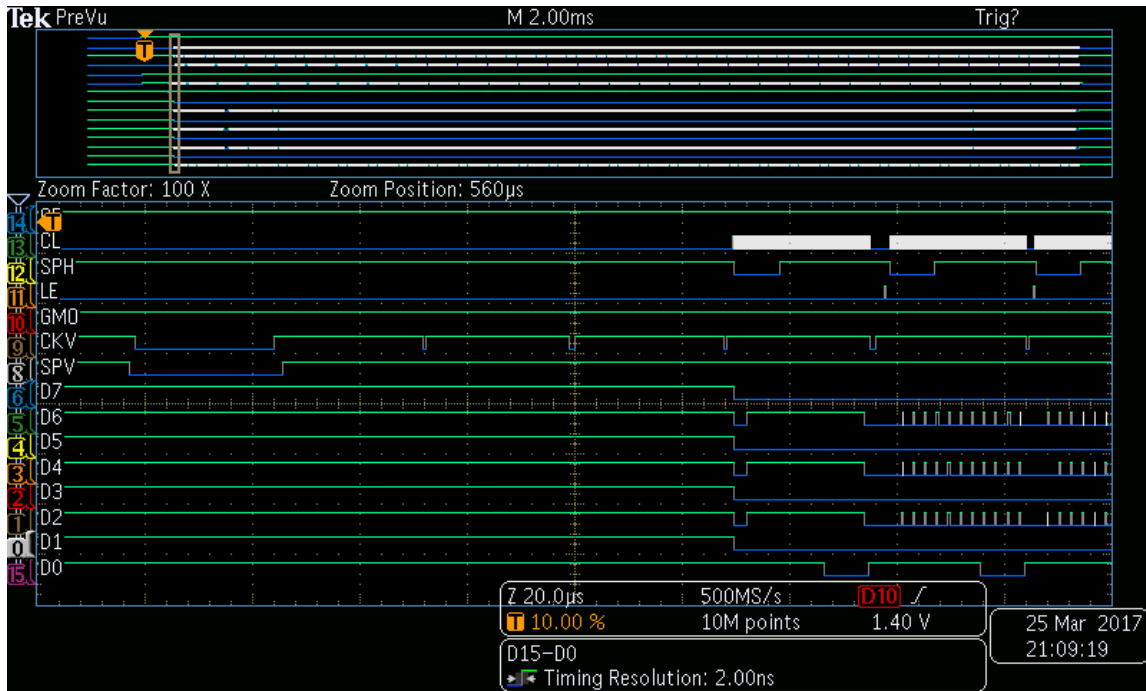 Tek PreVu M 2.00ms Trig?
T
Zoom Factor: 100 X Zoom Position: 560µs
14
T
13 CL
12 SPH
11 LE
10 GMO
9 CKV
8 SPV
6 D7
5 D6
4 D5
3 D4
2 D3
1 D2
0 D1
15 D0
Z 20.0µs 500MS/s D10
T 10.00 % 10M points 1.40 V
25 Mar 2017
21:09:19
D15-D0
Timing Resolution: 2.00ns